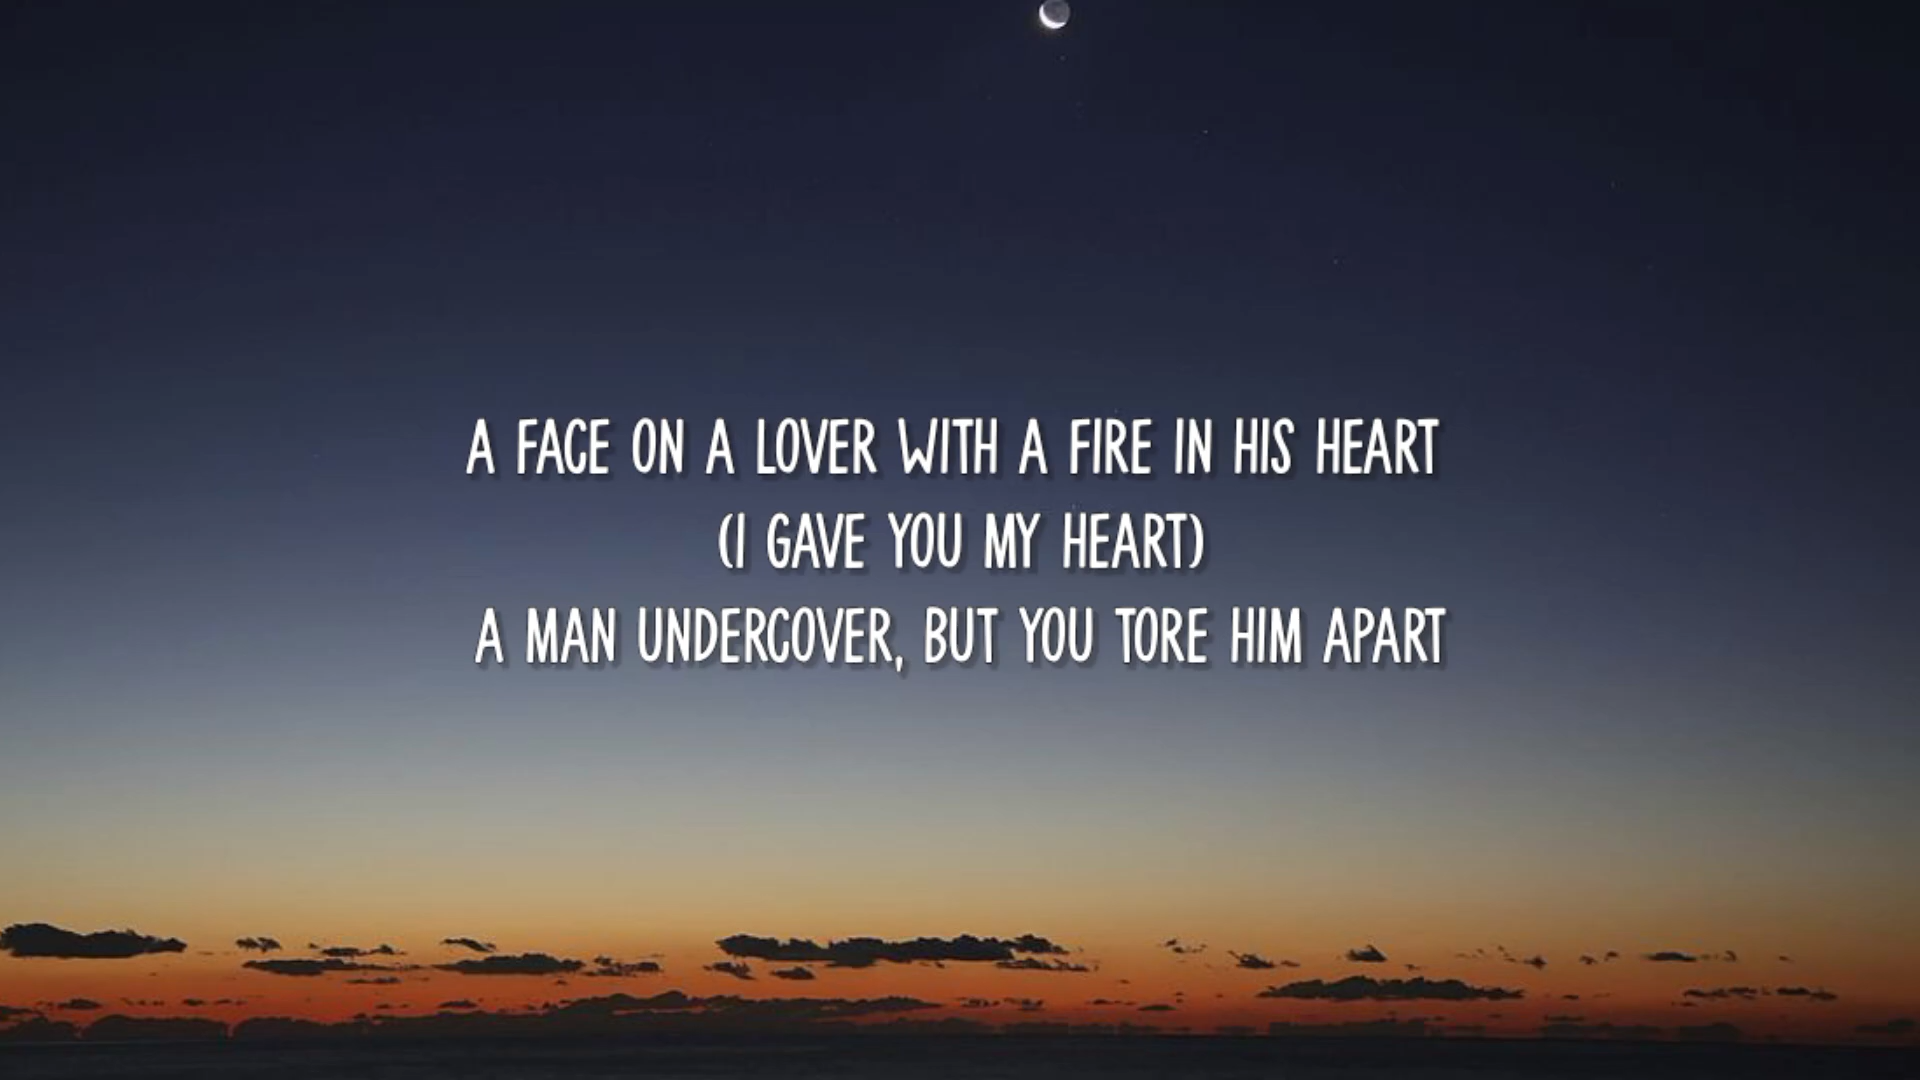 A FACE ON A LOVER WITH A FIRE IN HIS HEART
(I GAVE YOU MY HEART)
A MAN UNDERCOVER, BUT YOU TORE HIM APART